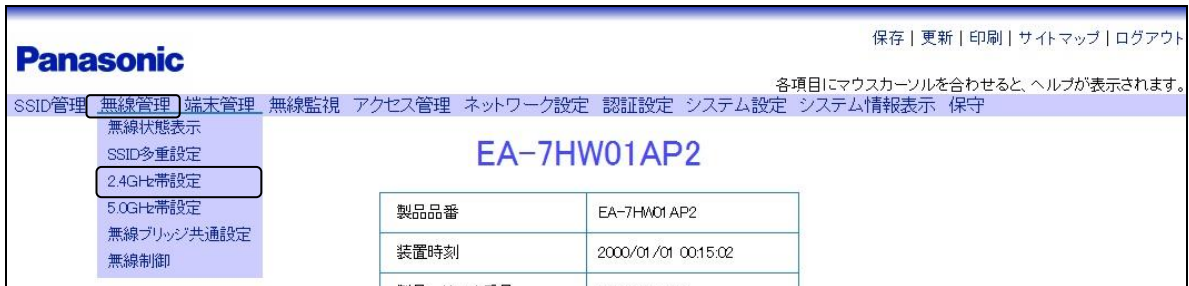 保存 | 更新 | 印刷 | サイトマップ | ログアウト
Panasonic
各項目にマウスカーソルを合わせると、ヘルプが表示されます。
SSID管理 無線管理 端末管理 無線監視 アクセス管理 ネットワーク設定 認証設定 システム設定 システム情報表示 保守
無線状態表示
SSID多重設定
2.4GHz帯設定
5.0GHz帯設定
無線ブリッジ共通設定
無線制御
EA-7HW01AP2
製品品番 EA-7HW01AP2
装置時刻 2000/01/01 00:15:02